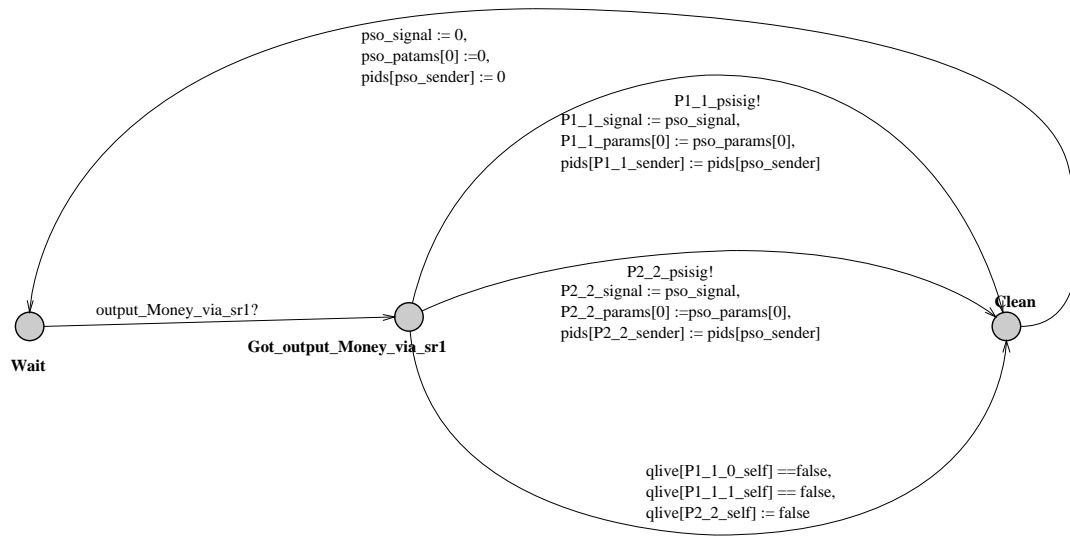 pso_signal := 0,
pso_patams[0] :=0,
pids[pso_sender] := 0
P1_1_psisig!
P1_1_signal := pso_signal,
P1_1_params[0] := pso_params[0],
pids[P1_1_sender] := pids[pso_sender]
P2_2_psisig!
P2_2_signal := pso_signal,
P2_2_params[0] :=pso_params[0],
pids[P2_2_sender] := pids[pso_sender]
Clean
output_Money_via_sr1?
Got_output_Money_via_sr1
Wait
qlive[P1_1_0_self] ==false,
qlive[P1_1_1_self] == false,
qlive[P2_2_self] := false